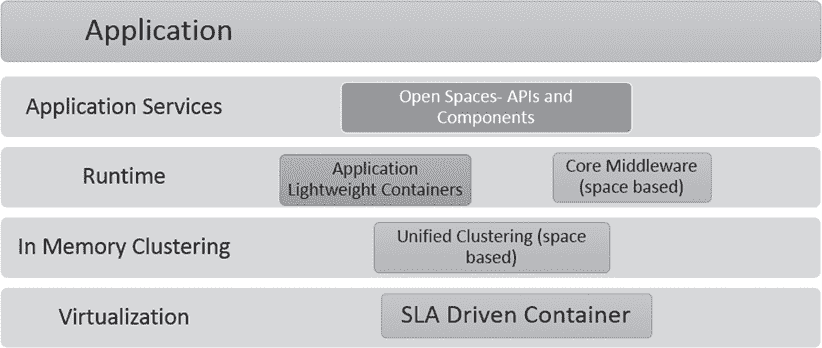 Application
Application Services
Open Spaces- APIs and
Components
Runtime
Application
Lightweight Containers
Core Middleware
(space based)
In Memory Clustering
Unified Clustering (space
based)
Virtualization
SLA Driven Container